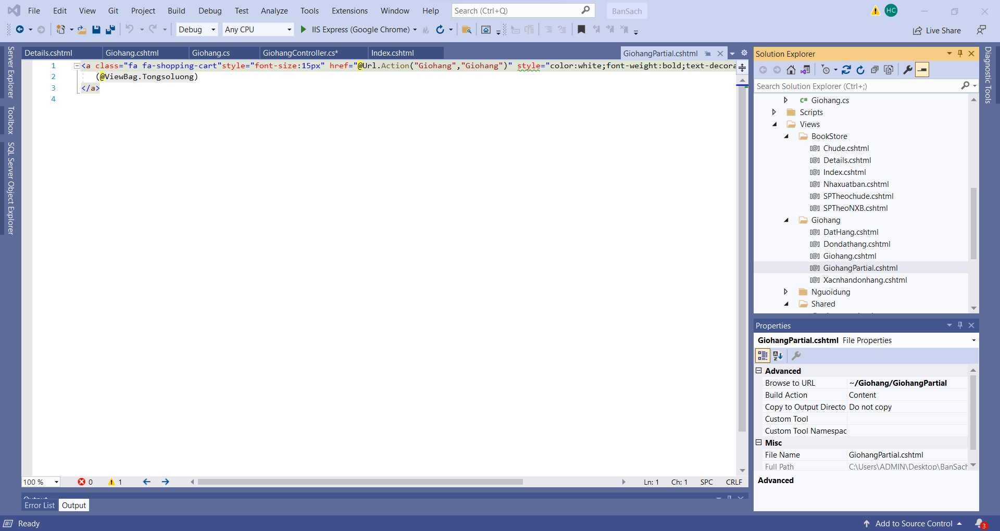 File Edit View Git Project Build Debug Test Analyze Tools Extensions Window Help Search (Ctrl+Q) BanSach HC
Debug Any CPU IIS Express (Google Chrome) Live Share
Server Explorer
Toolbox
SQL Server Object Explorer
Details.cshtml Giohang.cshtml Giohang.cs GiohangController.cs* Index.cshtml GiohangPartial.cshtml
1 <a class="fa fa-shopping-cart"style="font-size:15px" href="@Url.Action("Giohang","Giohang")" style="color:white;font-weight:bold;text-decora
2 (@ViewBag.Tongsoluong)
3 </a>
4
100 % 0 1 Ln: 1 Ch: 1 SPC CRLF
Output
Error List Output
Solution Explorer
Search Solution Explorer (Ctrl+;)
C# Giohang.cs
Scripts
Views
BookStore
[@] Chude.cshtml
[@] Details.cshtml
[@] Index.cshtml
[@] Nhaxuatban.cshtml
[@] SPTheochude.cshtml
[@] SPTheoNXB.cshtml
Giohang
[@] DatHang.cshtml
[@] Dondathang.cshtml
[@] Giohang.cshtml
[@] GiohangPartial.cshtml
[@] Xacnhandonhang.cshtml
Nguoidung
Shared
Properties
GiohangPartial.cshtml File Properties
Advanced
Browse to URL ~/Giohang/GiohangPartial
Build Action Content
Copy to Output Directo Do not copy
Custom Tool
Custom Tool Namespac
Misc
File Name GiohangPartial.cshtml
Full Path C:\Users\ADMIN\Desktop\BanSach
Advanced
Diagnostic Tools
Ready Add to Source Control 3